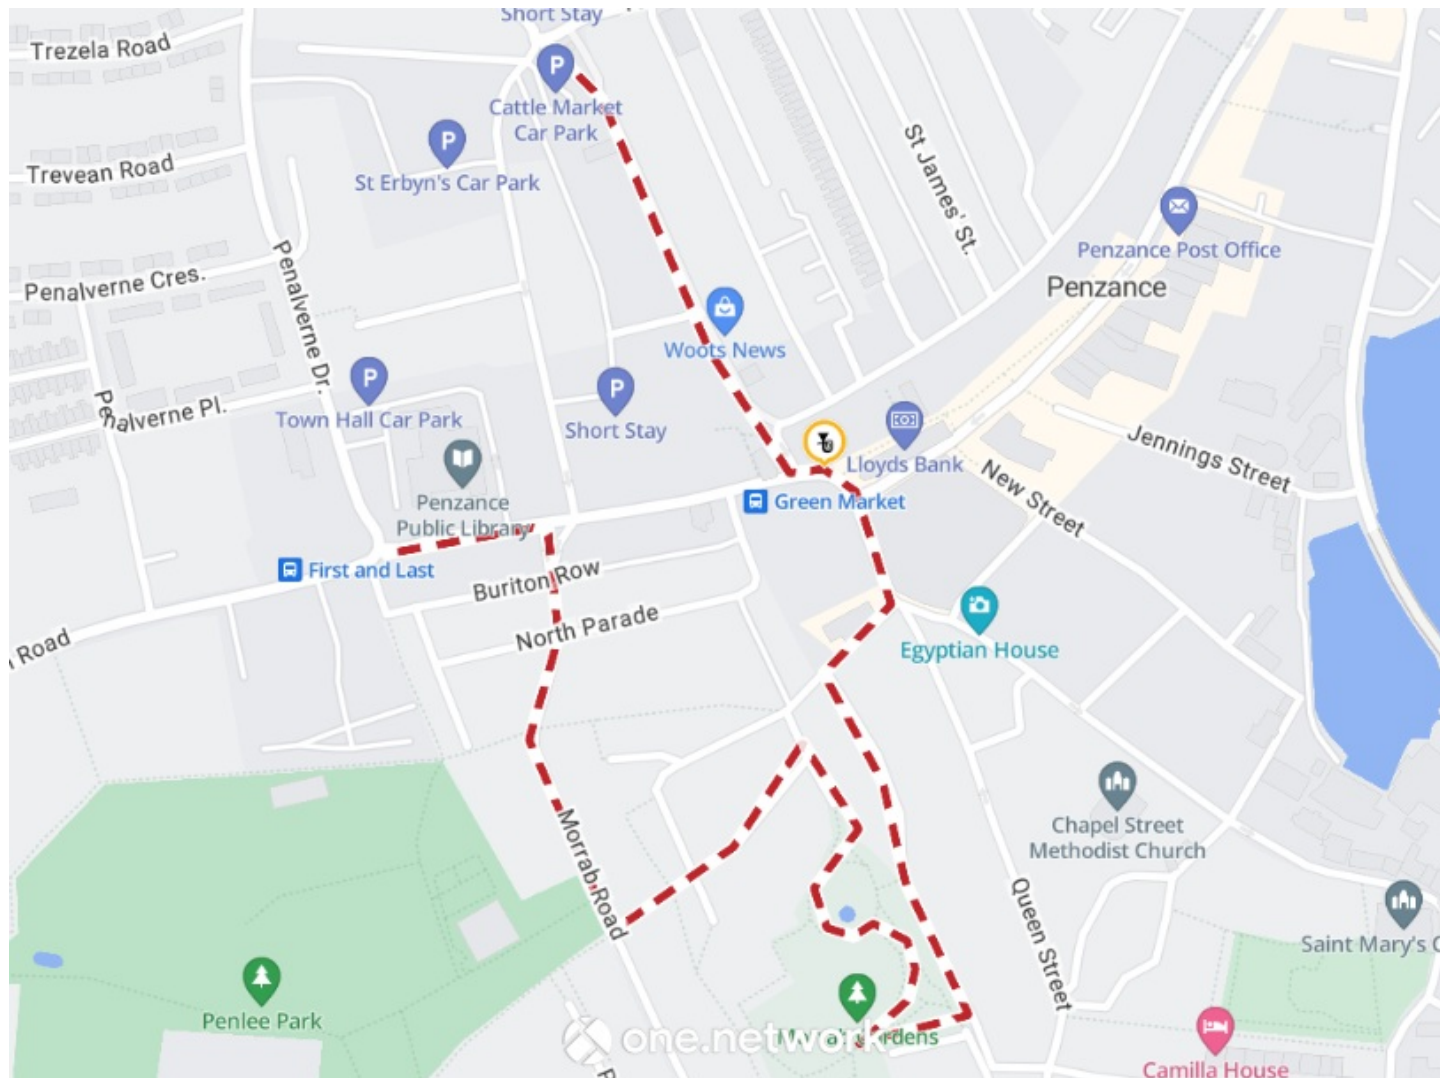 Short Stay
Trezela Road
Cattle Market
Car Park
St James' St.
Trevean Road
St Erbyn's Car Park
Penzance Post Office
Penalverne Cres.
Penalverne Dr.
Penzance
Woots News
Penalverne Pl.
Town Hall Car Park
Short Stay
Lloyds Bank
Jennings Street
New Street
Penzance
Public Library
Green Market
First and Last
Buriton Row
North Parade
Road
Egyptian House
Morrab Road
Chapel Street
Methodist Church
Queen Street
Saint Mary's C
Penlee Park
Morrab Gardens
one.network
Camilla House